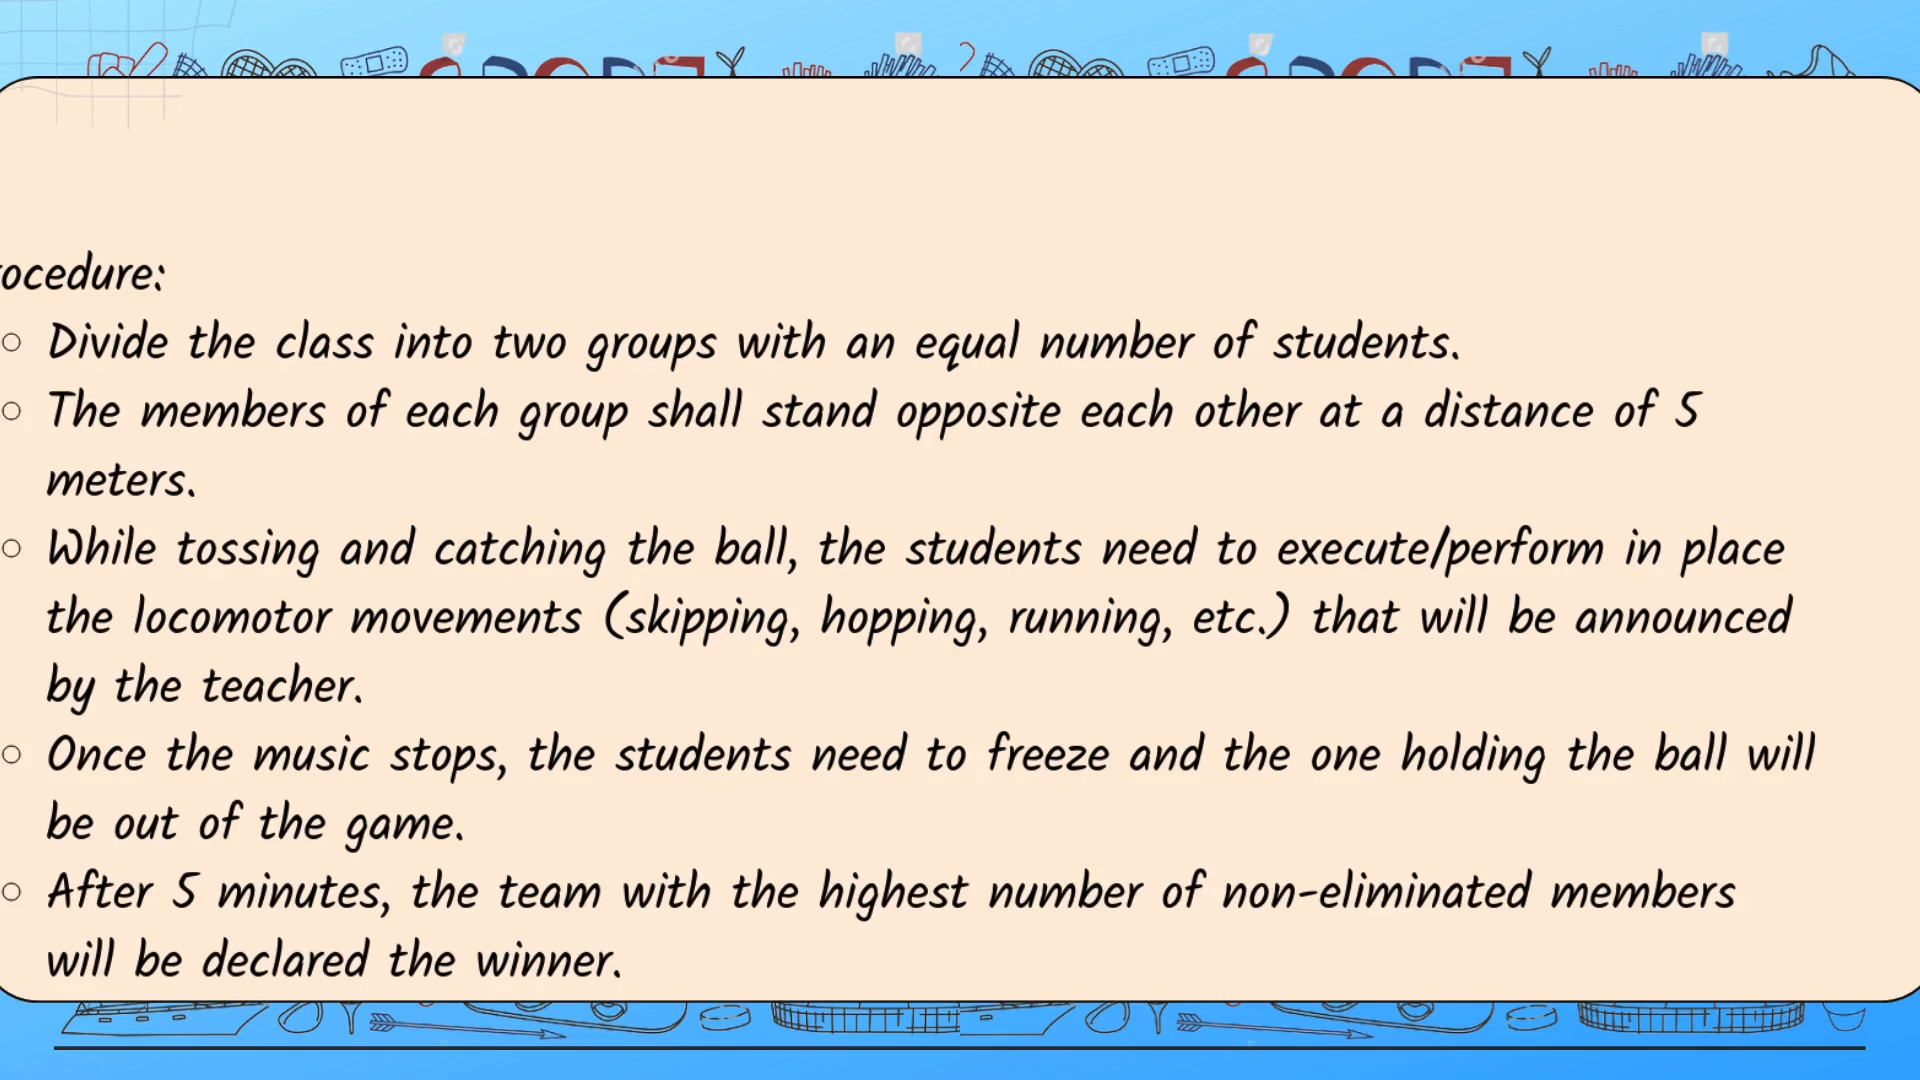 ocedure:
Divide the class into two groups with an equal number of students.
The members of each group shall stand opposite each other at a distance of 5
meters.
While tossing and catching the ball, the students need to execute/perform in place
the locomotor movements (skipping, hopping, running, etc.) that will be announced
by the teacher.
Once the music stops, the students need to freeze and the one holding the ball will
be out of the game.
After 5 minutes, the team with the highest number of non-eliminated members
will be declared the winner.